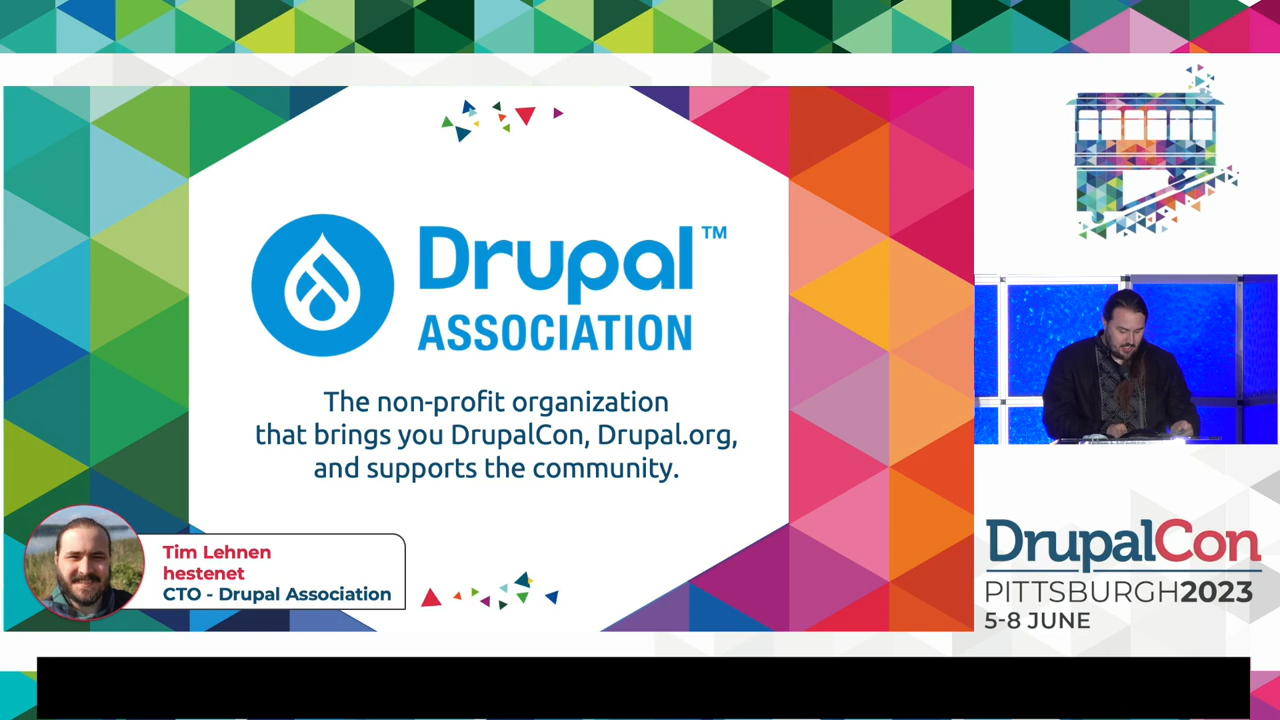 Drupal™
ASSOCIATION
The non-profit organization
that brings you DrupalCon, Drupal.org,
and supports the community.
Tim Lehnen
hestenet
CTO - Drupal Association
DrupalCon
PITTSBURGH2023
5-8 JUNE